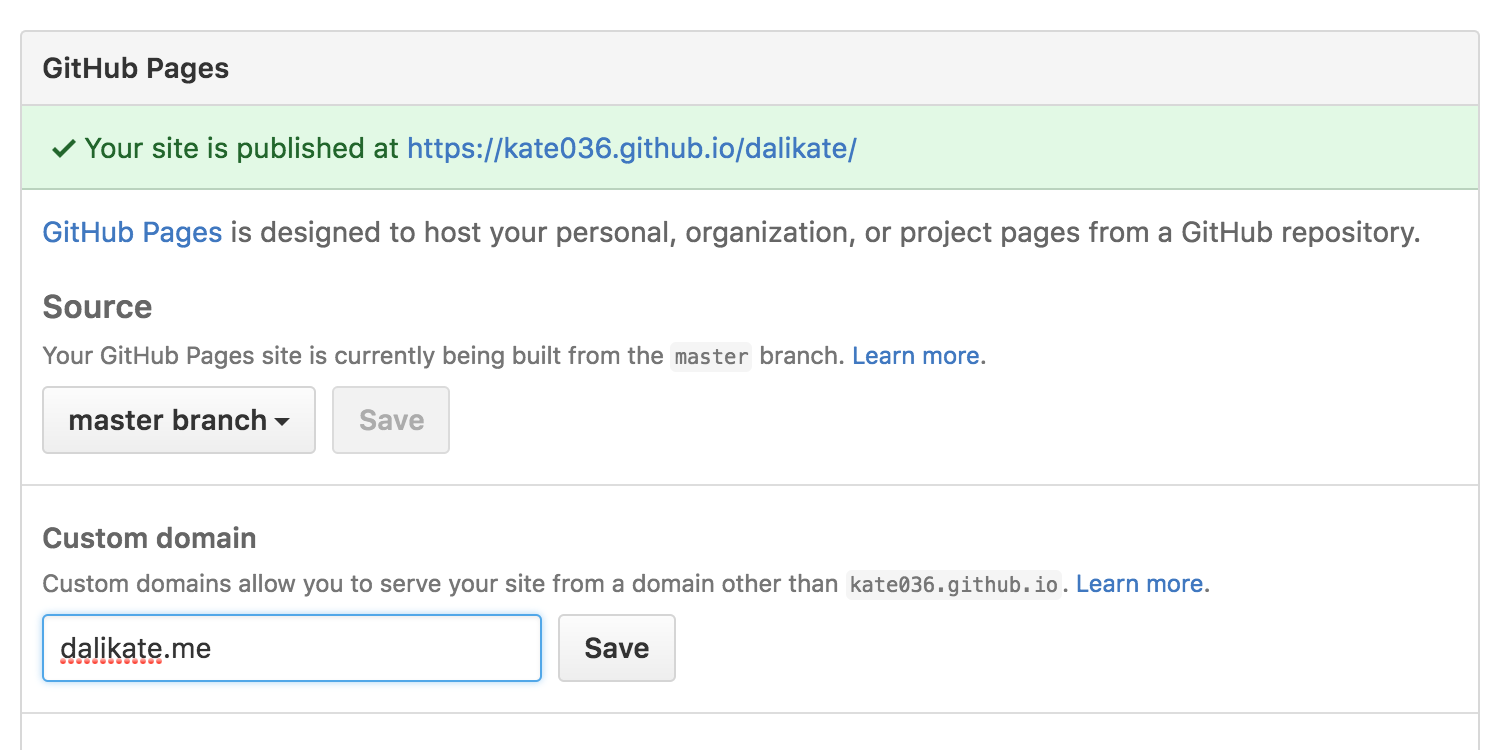 GitHub Pages
Your site is published at https://kate036.github.io/dalikate/
GitHub Pages is designed to host your personal, organization, or project pages from a GitHub repository.
Source
Your GitHub Pages site is currently being built from the master branch. Learn more.
master branch
Save
Custom domain
Custom domains allow you to serve your site from a domain other than kate036.github.io. Learn more.
dalikate.me
Save